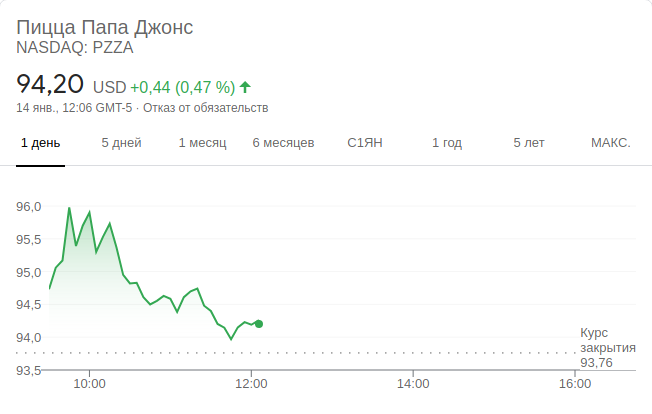 Пицца Папа Джонс
NASDAQ: PZZA
94,20 USD +0,44 (0,47 %)
14 янв., 12:06 GMT-5 · Отказ от обязательств
1 день 5 дней 1 месяц 6 месяцев С1ЯН 1 год 5 лет МАКС.
96,0
95,5
95,0
94,5
94,0
93,5
Курс
закрытия
93,76
10:00 12:00 14:00 16:00